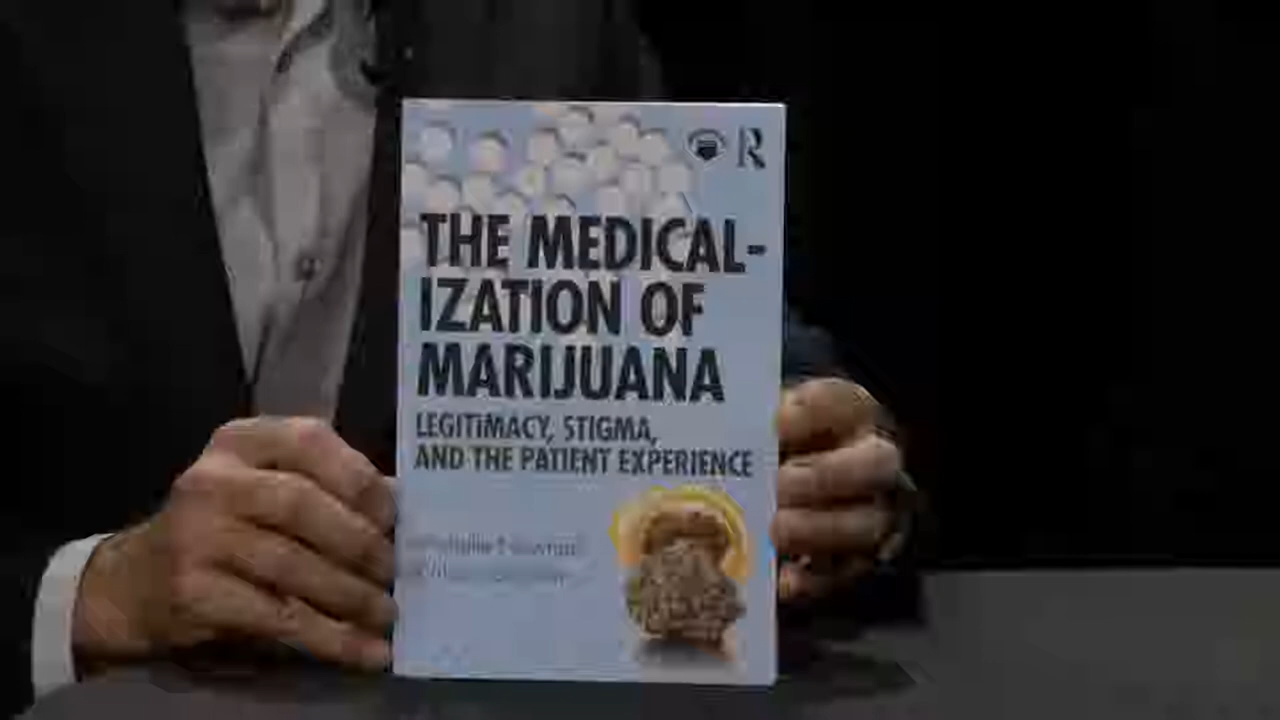 R
THE MEDICAL-
IZATION OF
MARIJUANA
LEGITIMACY, STIGMA,
AND THE PATIENT EXPERIENCE